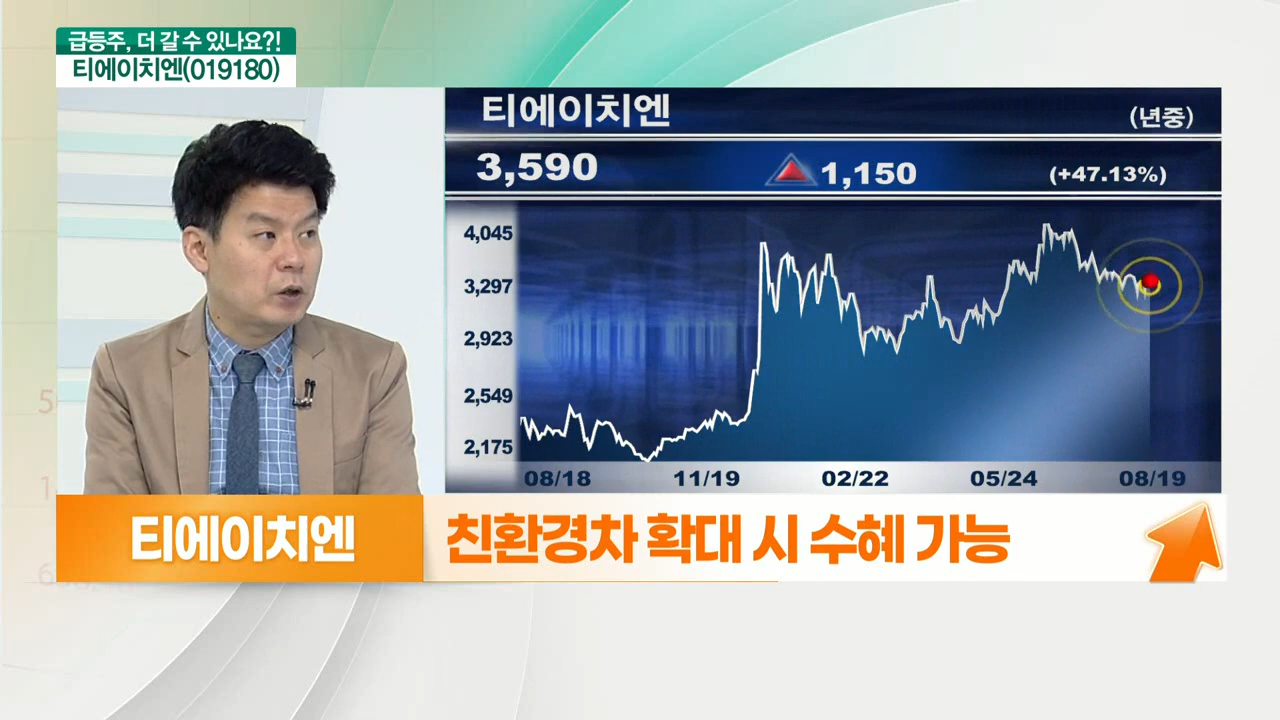 급등주, 더 갈 수 있나요?!
티에이치엔(019180)
티에이치엔
(년중)
3,590 1,150 (+47.13%)
4,045
3,297
2,923
2,549
2,175
08/18 11/19 02/22 05/24 08/19
티에이치엔
친환경차 확대 시 수혜 가능